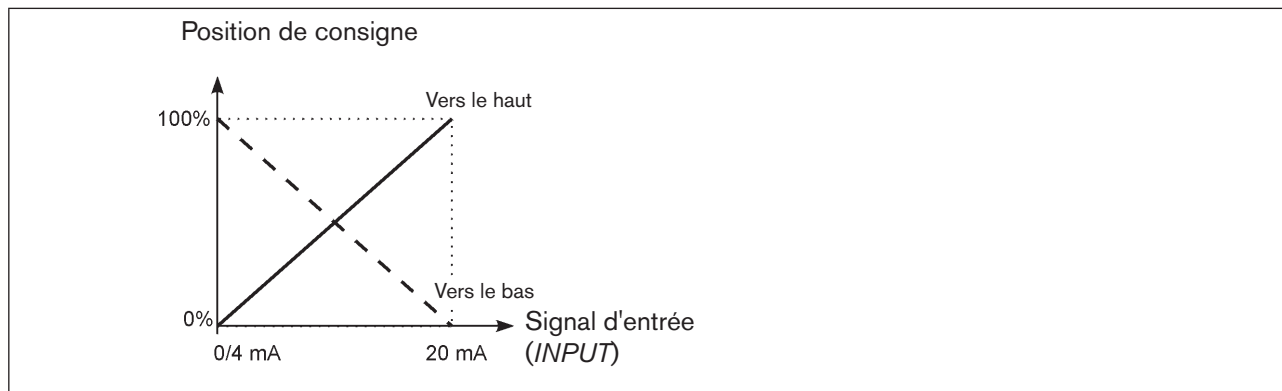 Position de consigne
Vers le haut
100%
Vers le bas
0%
Signal d'entrée
(INPUT)
0/4 mA
20 mA